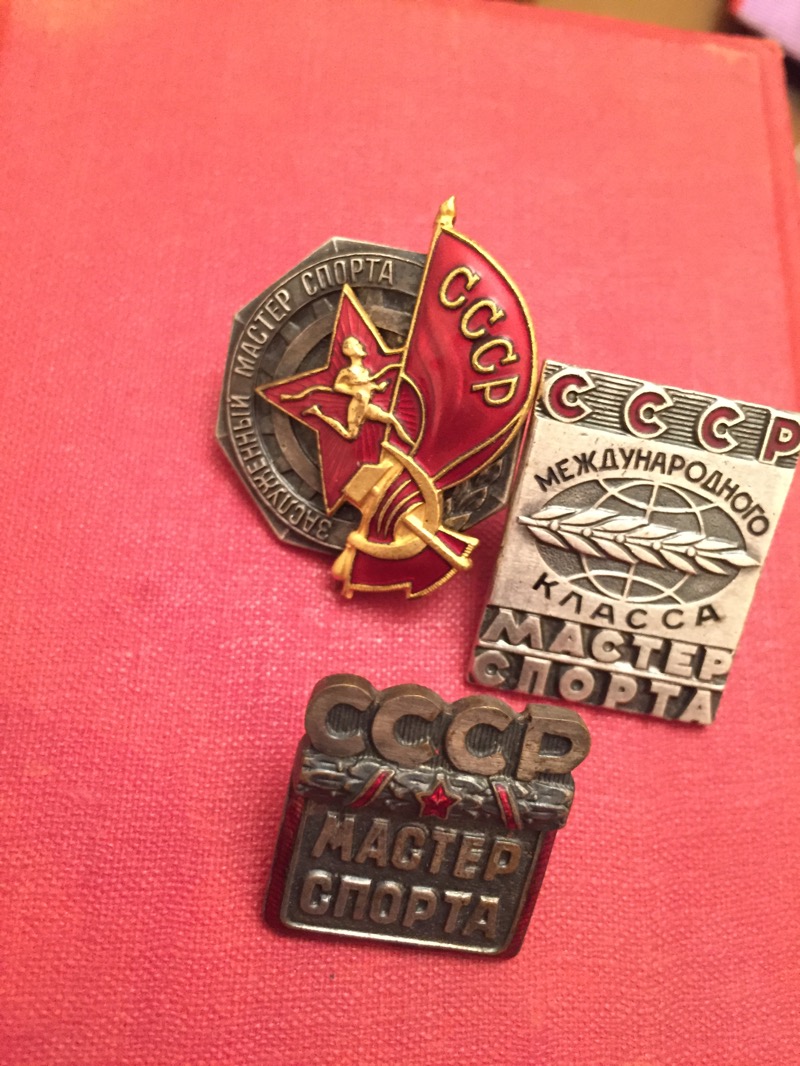 ЗАСЛУЖЕННЫЙ МАСТЕР СПОРТА
СССР
СССР
МЕЖДУНАРОДНОГО
КЛАССА
МАСТЕР
СПОРТА
СССР
МАСТЕР
СПОРТА